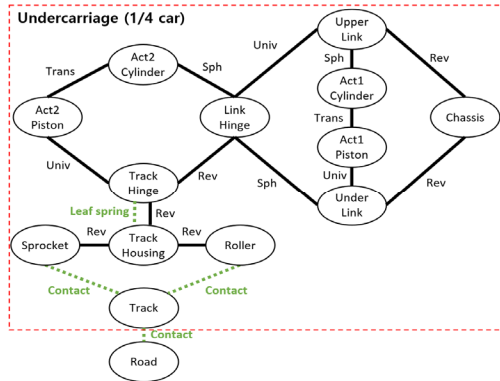 Undercarriage (1/4 car)
Upper
Link
Act2
Cylinder
Univ
Sph
Rev
Trans
Sph
Act1
Cylinder
Act2
Piston
Link
Hinge
Trans
Chassis
Act1
Piston
Univ
Rev
Univ
Track
Hinge
Sph
Rev
Under
Link
Leaf spring
Rev
Sprocket
Rev
Track
Housing
Rev
Roller
Contact
Contact
Track
Contact
Road